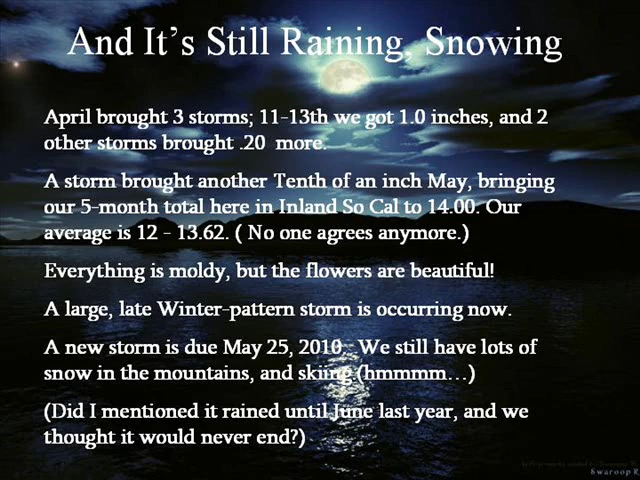 And It's Still Raining, Snowing
April brought 3 storms; 11-13th we got 1.0 inches, and 2
other storms brought .20 more.
A storm brought another Tenth of an inch May, bringing
our 5-month total here in Inland So Cal to 14.00. Our
average is 12 - 13.62. ( No one agrees anymore.)
Everything is moldy, but the flowers are beautiful!
A large, late Winter-pattern storm is occurring now.
A new storm is due May 25, 2010. We still have lots of
snow in the mountains, and skiing (hmmmm…)
(Did I mentioned it rained until June last year, and we
thought it would never end?)
Swaroop R